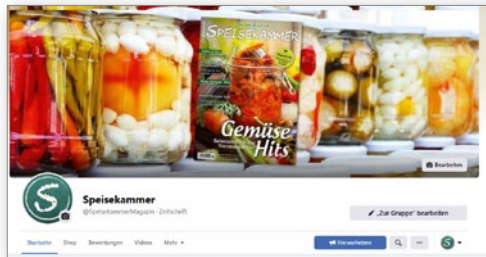 SPEISEKAMMER
Gemüse
Hits
Bearbeiten
S
Speisekammer
@SpeisekammerMagazin · Zeitschrift
„Zur Gruppe“ bearbeiten
Startseite Shop Bewertungen Videos Mehr
Hervorheben
S